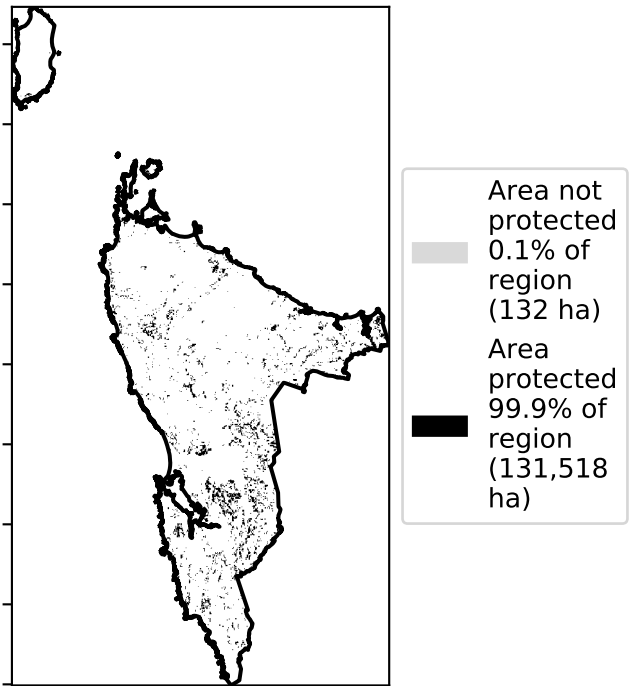 Area not
protected
0.1% of
region
(132 ha)
Area
protected
99.9% of
region
(131,518
ha)